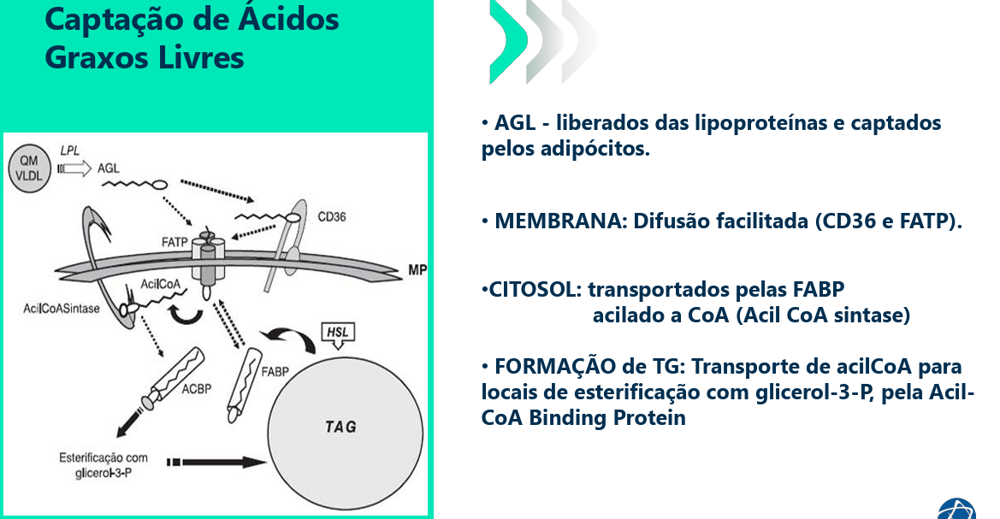 Captação de Ácidos
Graxos Livres
QM
VLDL
LPL
AGL
CD36
FATP
MP
AcilCoA
AcilCoASintase
HSL
FABP
ACBP
TAG
Esterificação com
glicerol-3-P
• AGL - liberados das lipoproteínas e captados
pelos adipócitos.
• MEMBRANA: Difusão facilitada (CD36 e FATP).
•CITOSOL: transportados pelas FABP
acilado a CoA (Acil CoA sintase)
• FORMAÇÃO de TG: Transporte de acilCoA para
locais de esterificação com glicerol-3-P, pela Acil-
CoA Binding Protein